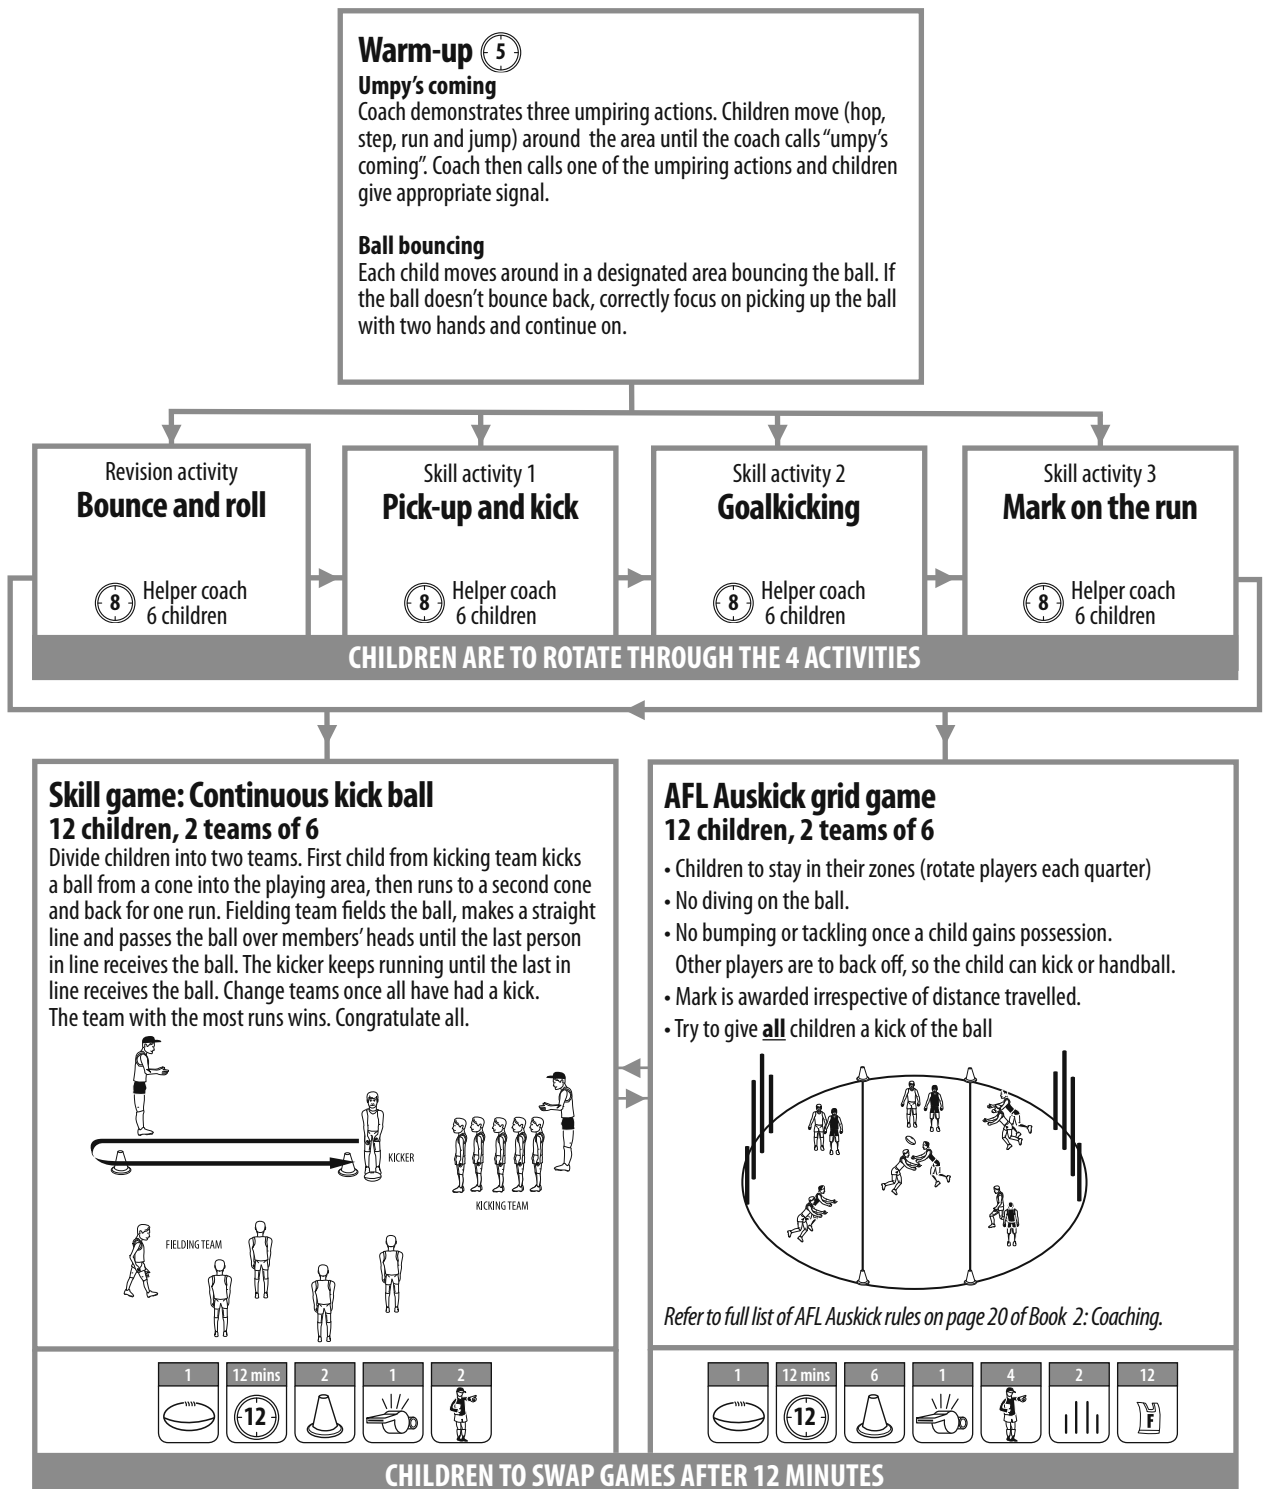 Warm-up 5
Umpy's coming
Coach demonstrates three umpiring actions. Children move (hop,
step, run and jump) around the area until the coach calls "umpy's
coming". Coach then calls one of the umpiring actions and children
give appropriate signal.
Ball bouncing
Each child moves around in a designated area bouncing the ball. If
the ball doesn't bounce back, correctly focus on picking up the ball
with two hands and continue on.
Revision activity
Bounce and roll
8 Helper coach
6 children
Skill activity 1
Pick-up and kick
8 Helper coach
6 children
Skill activity 2
Goalkicking
8 Helper coach
6 children
Skill activity 3
Mark on the run
8 Helper coach
6 children
CHILDREN ARE TO ROTATE THROUGH THE 4 ACTIVITIES
Skill game: Continuous kick ball
12 children, 2 teams of 6
Divide children into two teams. First child from kicking team kicks
a ball from a cone into the playing area, then runs to a second cone
and back for one run. Fielding team fields the ball, makes a straight
line and passes the ball over members' heads until the last person
in line receives the ball. The kicker keeps running until the last in
line receives the ball. Change teams once all have had a kick.
The team with the most runs wins. Congratulate all.
KICKER
KICKING TEAM
FIELDING TEAM
1 12 mins 2 1 2
12
AFL Auskick grid game
12 children, 2 teams of 6
• Children to stay in their zones (rotate players each quarter)
• No diving on the ball.
• No bumping or tackling once a child gains possession.
Other players are to back off, so the child can kick or handball.
• Mark is awarded irrespective of distance travelled.
• Try to give all children a kick of the ball
Refer to full list of AFL Auskick rules on page 20 of Book 2: Coaching.
1 12 mins 6 1 4 2 12
12 F
CHILDREN TO SWAP GAMES AFTER 12 MINUTES